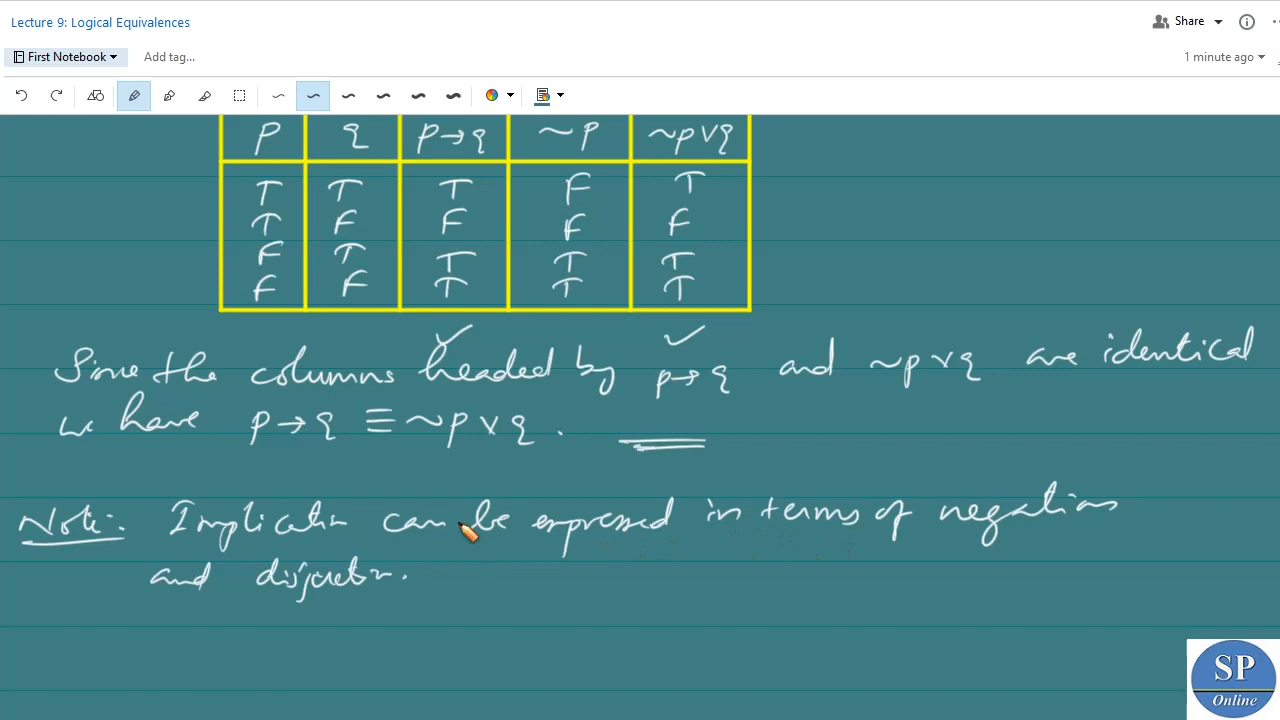 Lecture 9: Logical Equivalences
Share
First Notebook
Add tag...
1 minute ago
p q p→q ~p ~p∨q
T T T F T
T F F F F
F T T T T
F F T T T
Since the columns headed by p→q and ~p∨q are identical
we have p→q ≡ ~p∨q.
Note:. Implication can be expressed in terms of negation
and disjunction.
SP
Online